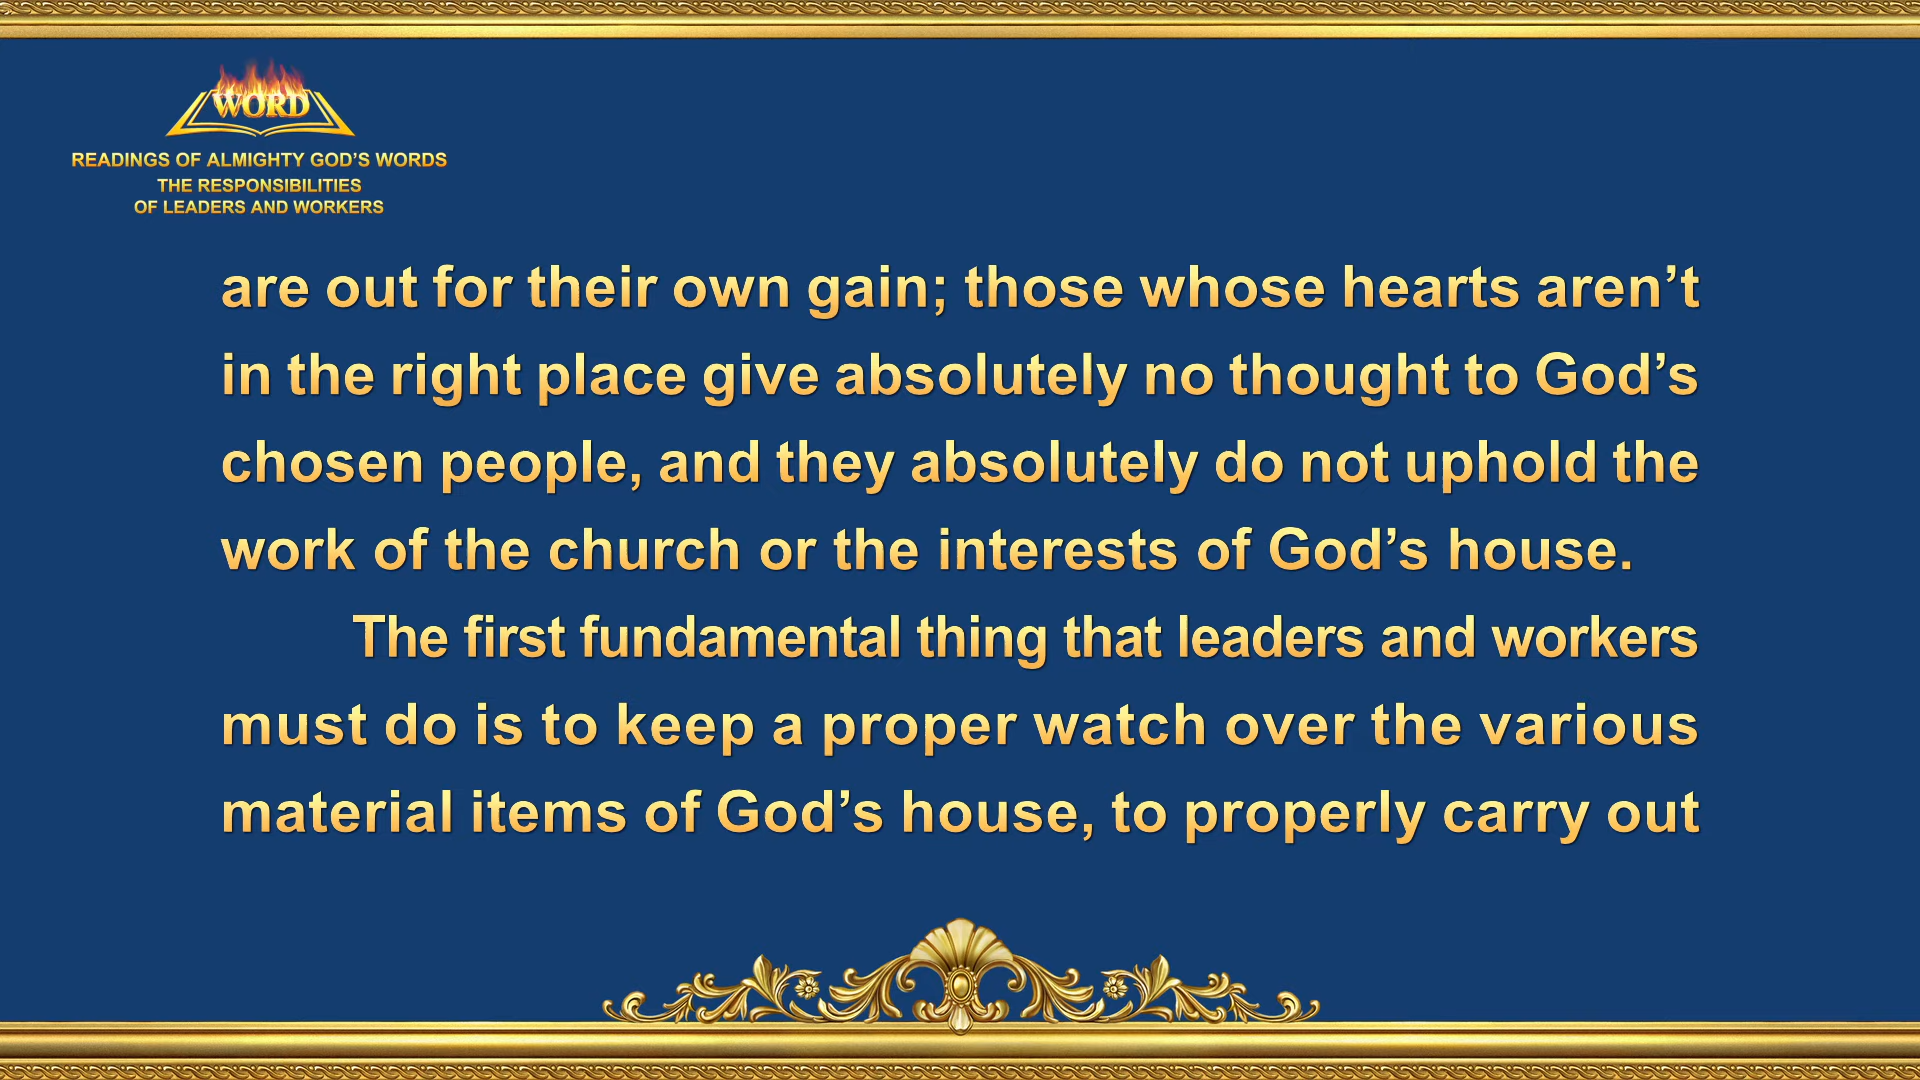 WORD
READINGS OF ALMIGHTY GOD’S WORDS
THE RESPONSIBILITIES
OF LEADERS AND WORKERS
are out for their own gain; those whose hearts aren’t
in the right place give absolutely no thought to God’s
chosen people, and they absolutely do not uphold the
work of the church or the interests of God’s house.
The first fundamental thing that leaders and workers
must do is to keep a proper watch over the various
material items of God’s house, to properly carry out